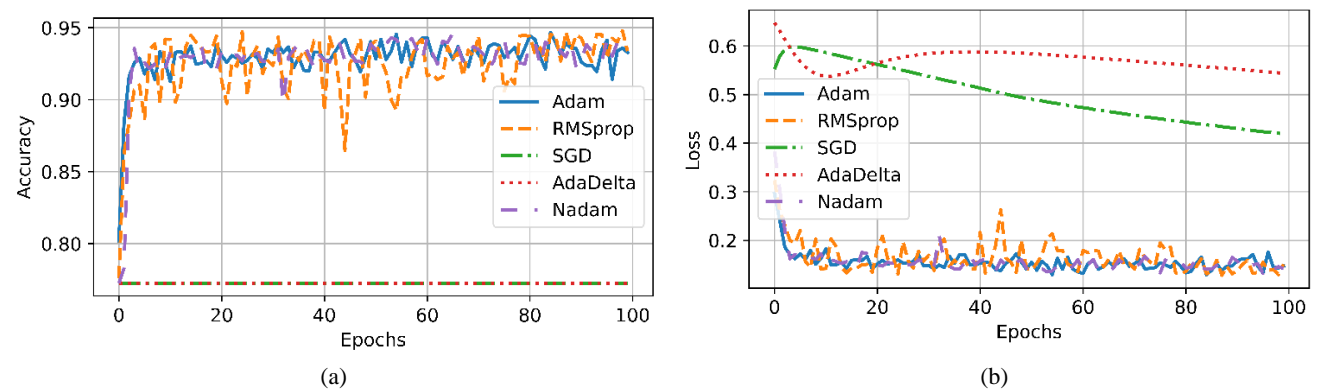 0.95
0.90
0.85
0.80
Accuracy
0 20 40 60 80 100
Epochs
Adam
RMSprop
SGD
AdaDelta
Nadam
(a)
0.6
0.5
0.4
0.3
0.2
Loss
0 20 40 60 80 100
Epochs
Adam
RMSprop
SGD
AdaDelta
Nadam
(b)